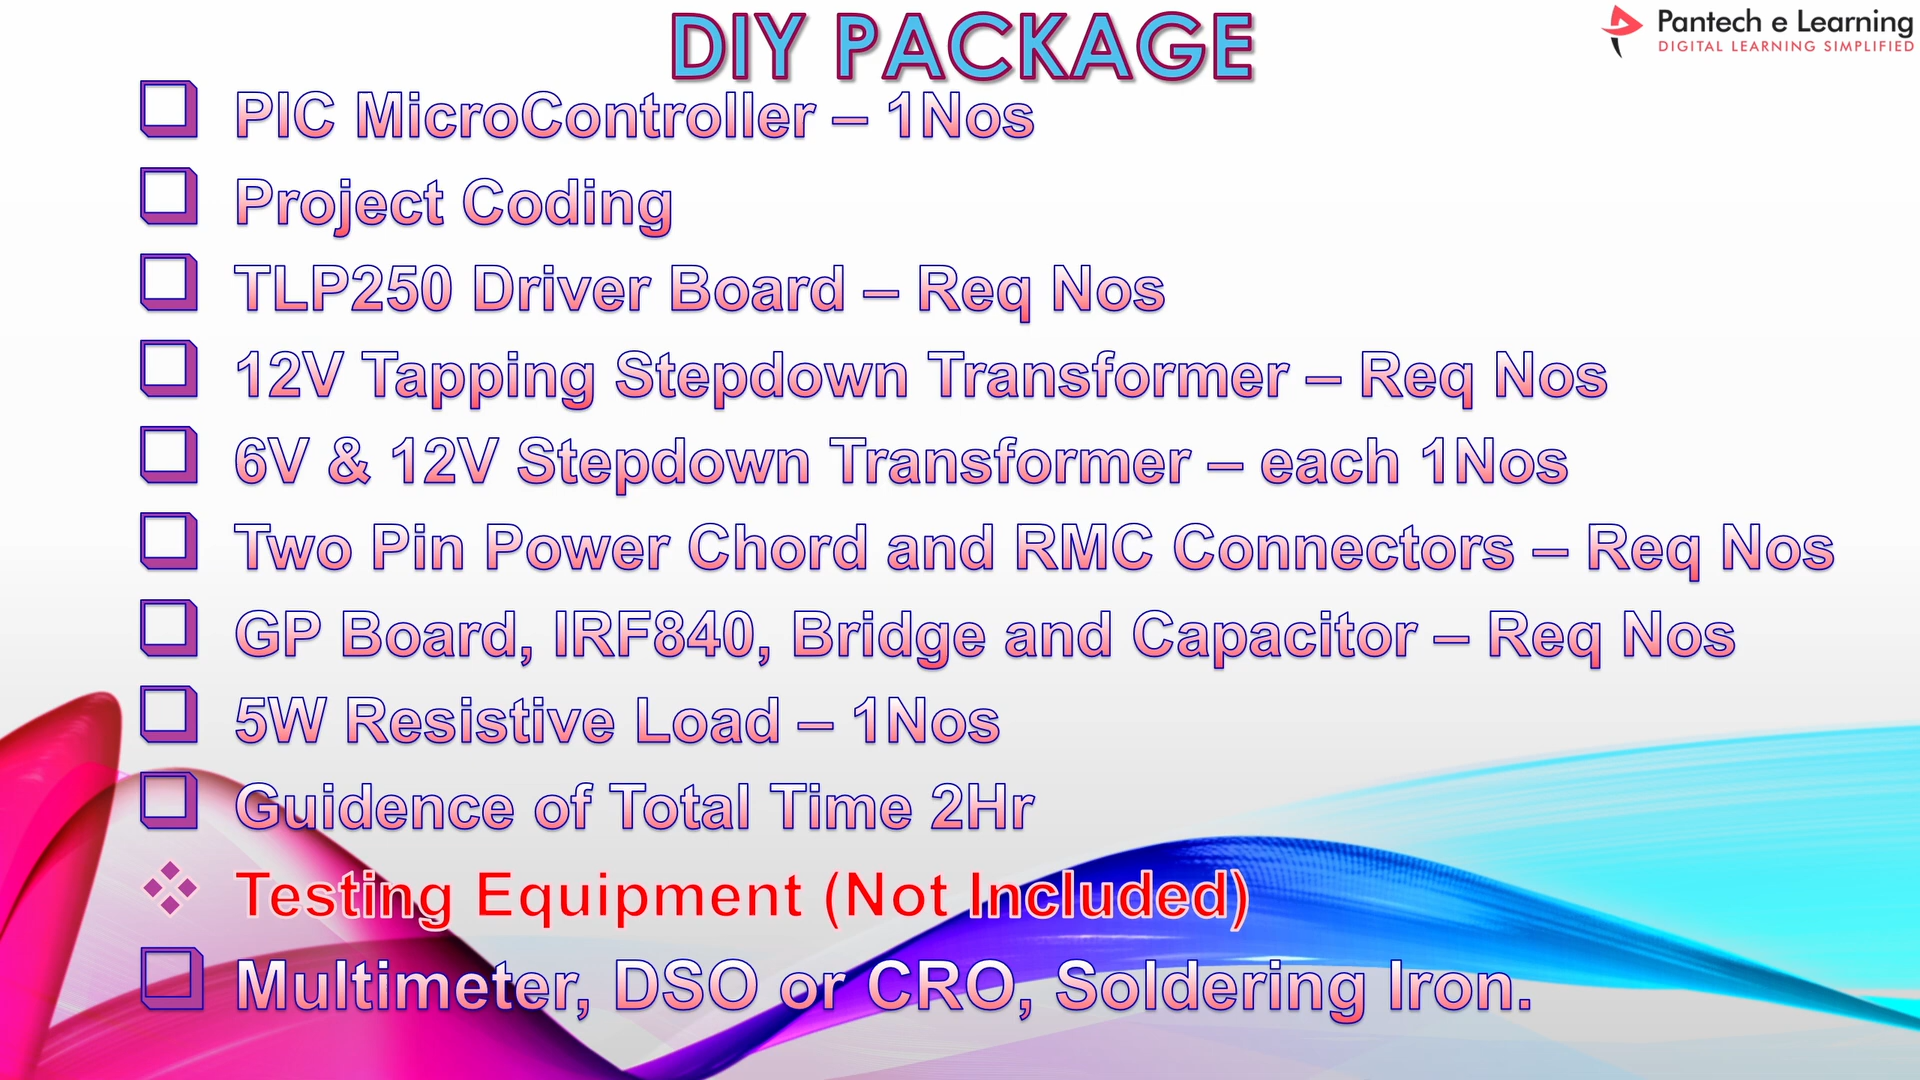 DIY PACKAGE
Pantech e Learning
DIGITAL LEARNING SIMPLIFIED
PIC MicroController – 1Nos
Project Coding
TLP250 Driver Board – Req Nos
12V Tapping Stepdown Transformer – Req Nos
6V & 12V Stepdown Transformer – each 1Nos
Two Pin Power Chord and RMC Connectors – Req Nos
GP Board, IRF840, Bridge and Capacitor – Req Nos
5W Resistive Load – 1Nos
Guidence of Total Time 2Hr
Testing Equipment (Not Included)
Multimeter, DSO or CRO, Soldering Iron.